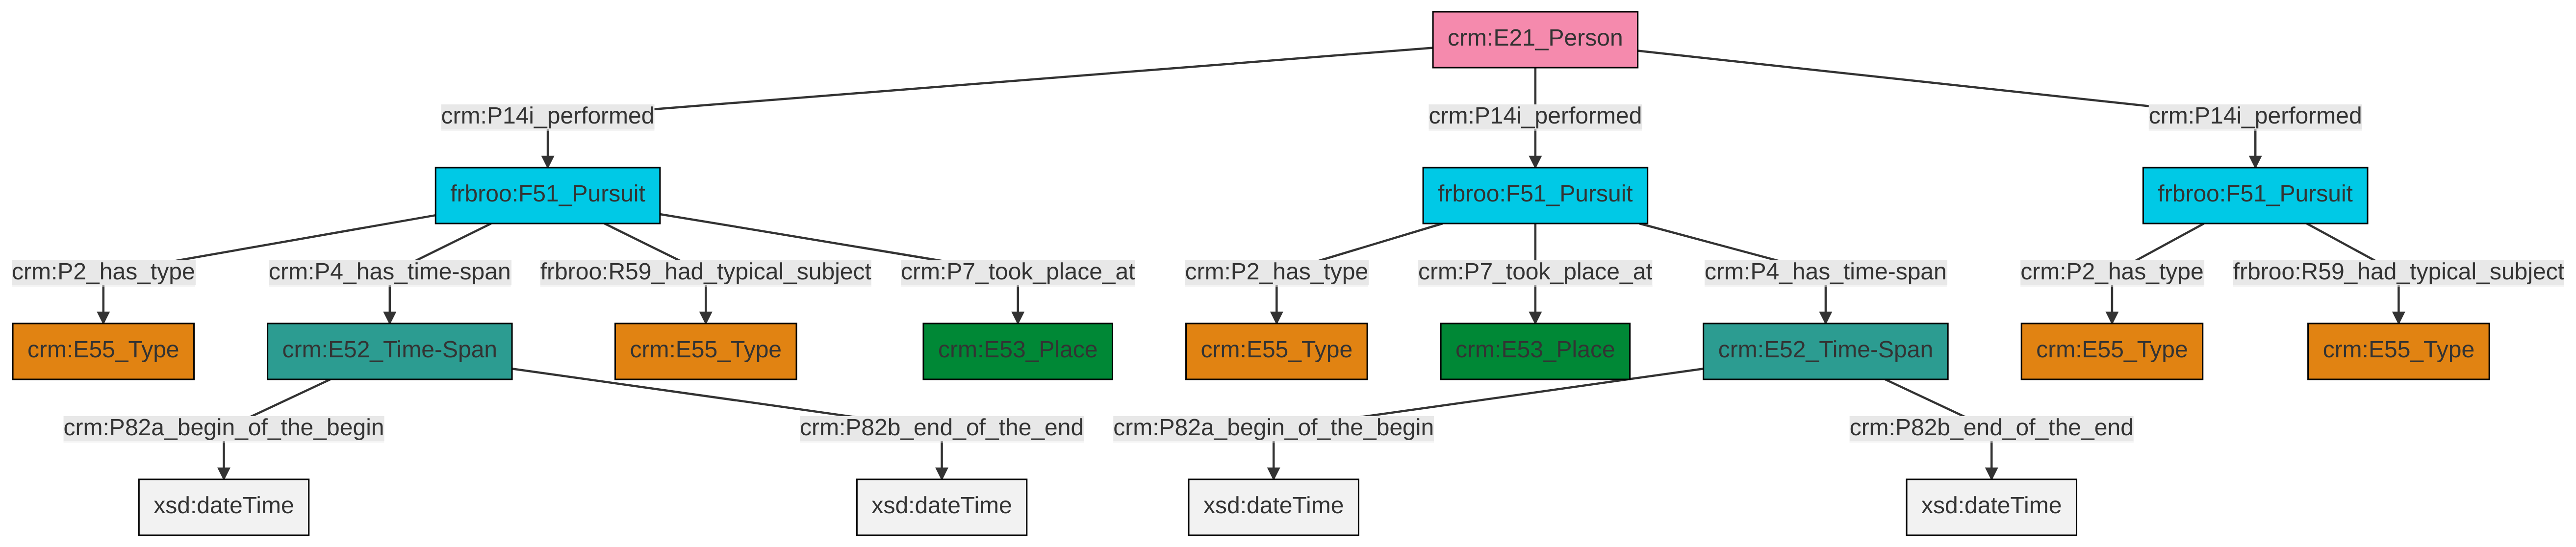 crm:E21_Person
crm:P14i_performed
crm:P14i_performed
crm:P14i_performed
frbroo:F51_Pursuit
frbroo:F51_Pursuit
frbroo:F51_Pursuit
crm:P2_has_type
crm:P4_has_time-span
frbroo:R59_had_typical_subject
crm:P7_took_place_at
crm:P2_has_type
crm:P7_took_place_at
crm:P4_has_time-span
crm:P2_has_type
frbroo:R59_had_typical_subject
crm:E55_Type
crm:E52_Time-Span
crm:E55_Type
crm:E53_Place
crm:E55_Type
crm:E53_Place
crm:E52_Time-Span
crm:E55_Type
crm:E55_Type
crm:P82a_begin_of_the_begin
crm:P82b_end_of_the_end
crm:P82a_begin_of_the_begin
crm:P82b_end_of_the_end
xsd:dateTime
xsd:dateTime
xsd:dateTime
xsd:dateTime